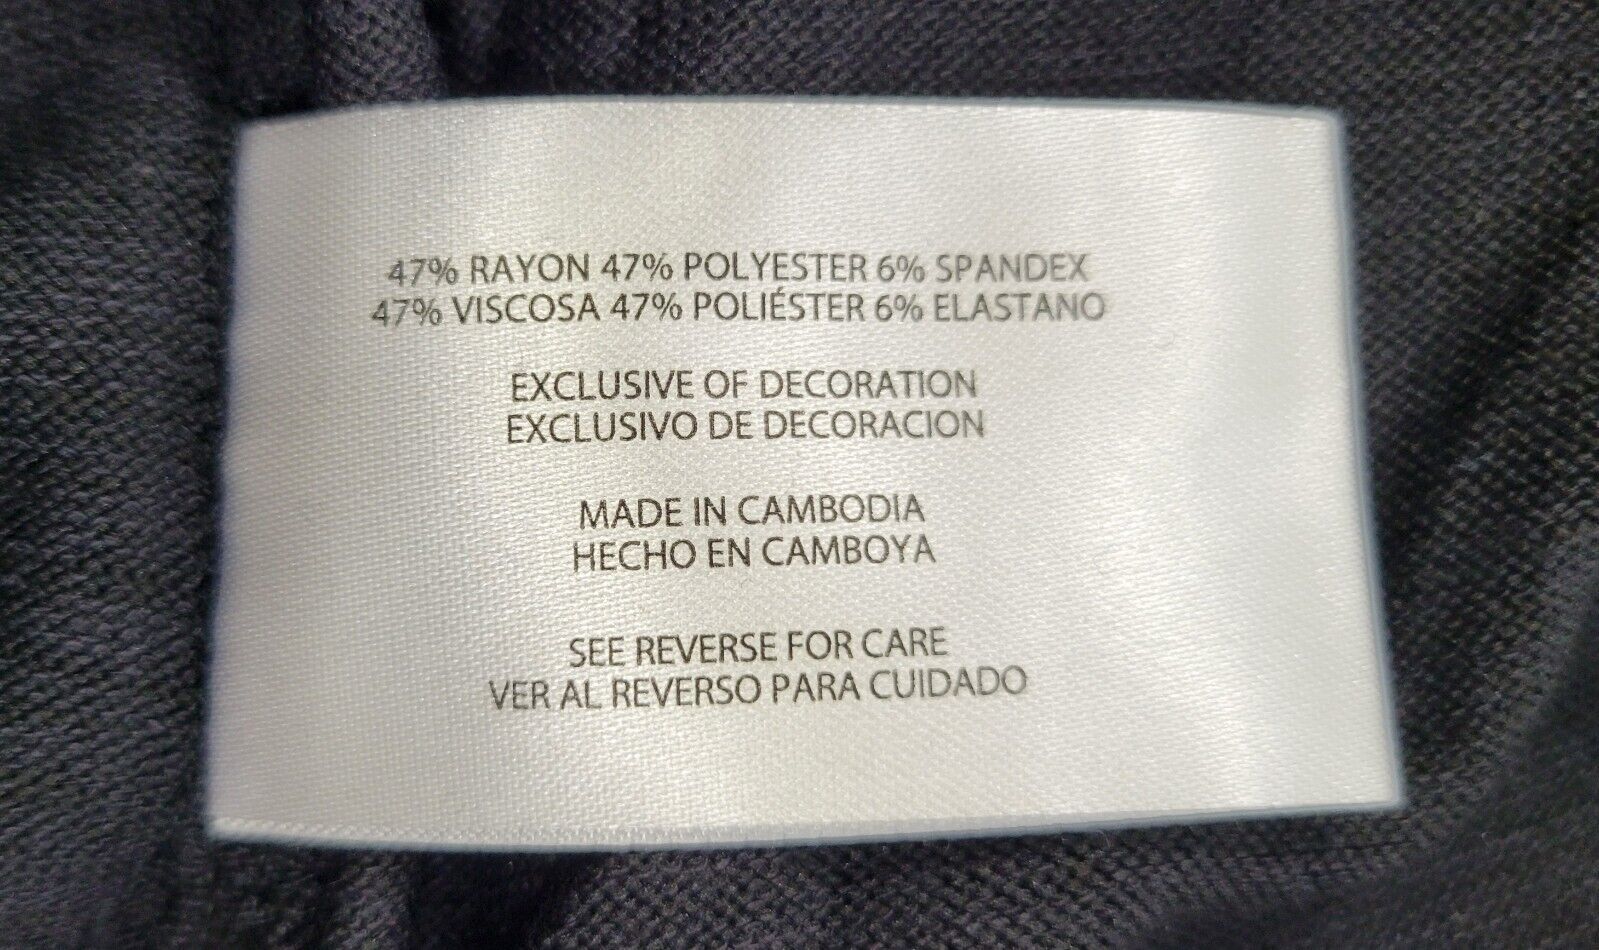 47% RAYON 47% POLYESTER 6% SPANDEX
47% VISCOSA 47% POLIÉSTER 6% ELASTANO
EXCLUSIVE OF DECORATION
EXCLUSIVO DE DECORACION
MADE IN CAMBODIA
HECHO EN CAMBOYA
SEE REVERSE FOR CARE
VER AL REVERSO PARA CUIDADO